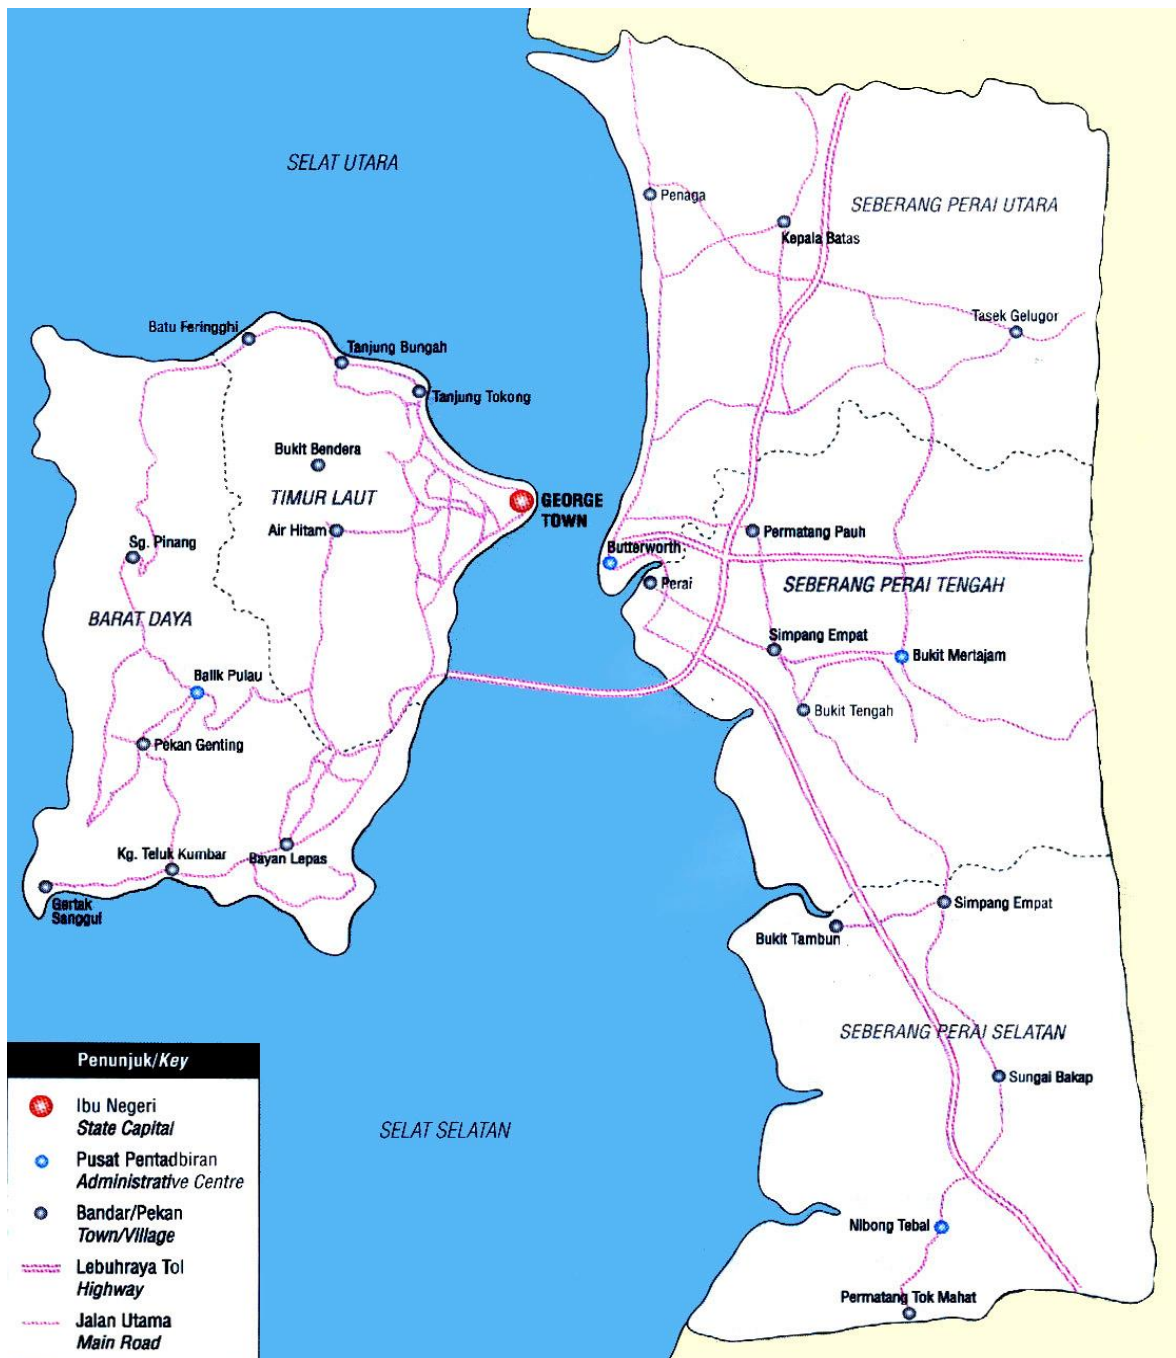 SELAT UTARA
Penaga
SEBERANG PERAI UTARA
Kepala Batas
Tasek Gelugor
Batu Feringghi
Tanjung Bungah
Tanjung Tokong
Bukit Bendera
TIMUR LAUT
GEORGE
TOWN
Air Hitam
Permatang Pauh
Sg. Pinang
Butterworth
Perai
SEBERANG PERAI TENGAH
BARAT DAYA
Simpang Empat
Bukit Mertajam
Balik Pulau
Bukit Tengah
Pekan Genting
Kg. Teluk Kumbar
Bayan Lepas
Gertak
Sangguf
Simpang Empat
Bukit Tambun
SEBERANG PERAI SELATAN
Sungai Bakap
SELAT SELATAN
Nibong Tebal
Permatang Tok Mahat
Penunjuk/Key
Ibu Negeri
State Capital
Pusat Pentadbiran
Administrative Centre
Bandar/Pekan
Town/Village
Lebuhraya Tol
Highway
Jalan Utama
Main Road